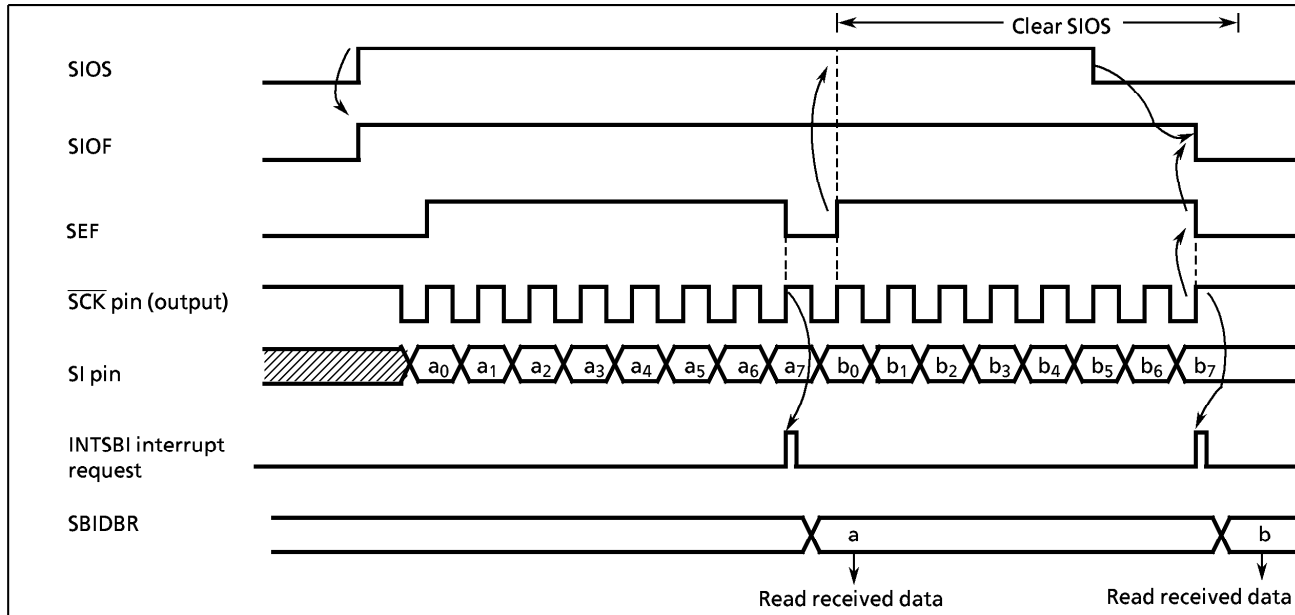 Clear SIOS
SIOS
SIOF
SEF
SCK pin (output)
SI pin
a0 a1 a2 a3 a4 a5 a6 a7 b0 b1 b2 b3 b4 b5 b6 b7
INTSBI interrupt
request
SBIDBR
a b
Read received data Read received data